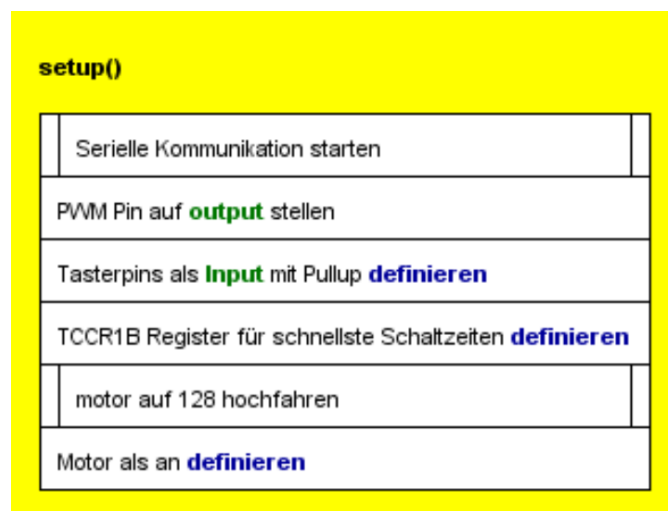 setup()
Serielle Kommunikation starten
PWM Pin auf output stellen
Tasterpins als Input mit Pullup definieren
TCCR1B Register für schnellste Schaltzeiten definieren
motor auf 128 hochfahren
Motor als an definieren